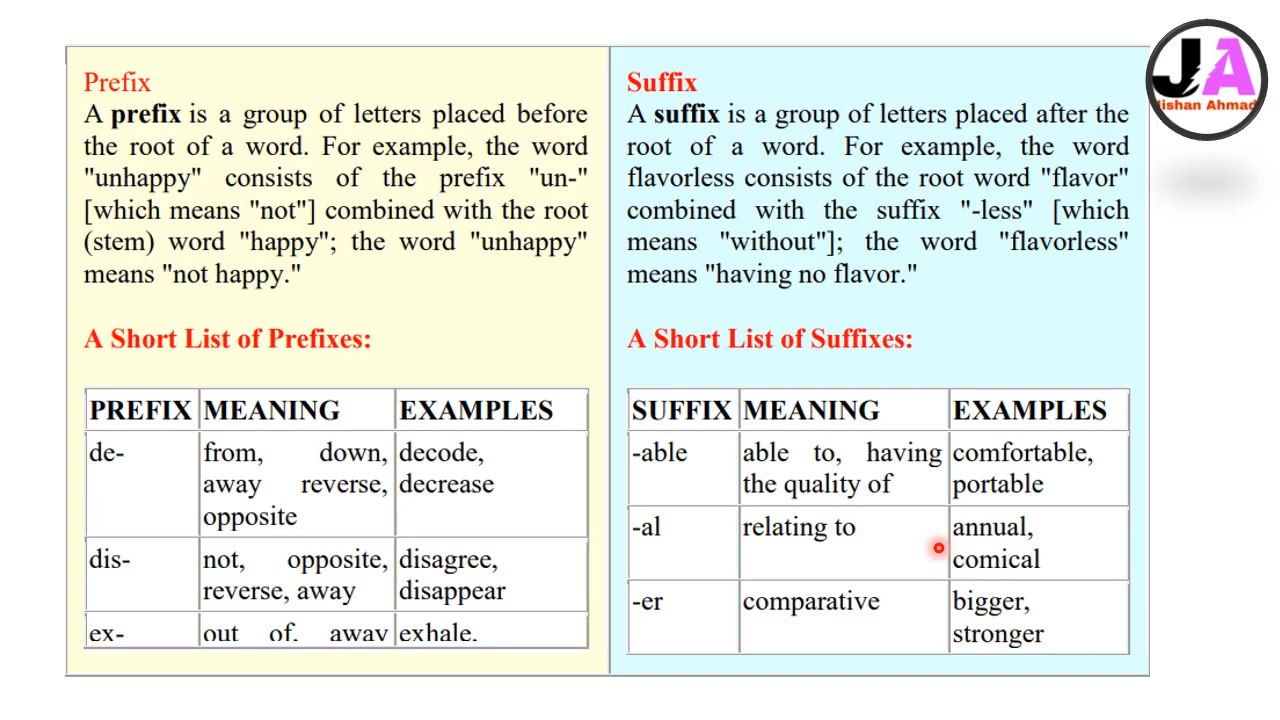 Prefix
A prefix is a group of letters placed before
the root of a word. For example, the word
"unhappy" consists of the prefix "un-"
[which means "not"] combined with the root
(stem) word "happy"; the word "unhappy"
means "not happy."
A Short List of Prefixes:
PREFIX MEANING EXAMPLES
de- from, down, decode,
away reverse, decrease
opposite
dis- not, opposite, disagree,
reverse, away disappear
ex- out of, away exhale,
Suffix
A suffix is a group of letters placed after the
root of a word. For example, the word
flavorless consists of the root word "flavor"
combined with the suffix "-less" [which
means "without"]; the word "flavorless"
means "having no flavor."
A Short List of Suffixes:
SUFFIX MEANING EXAMPLES
-able able to, having comfortable,
the quality of portable
-al relating to annual,
comical
-er comparative bigger,
stronger
JA
Jishan Ahmad